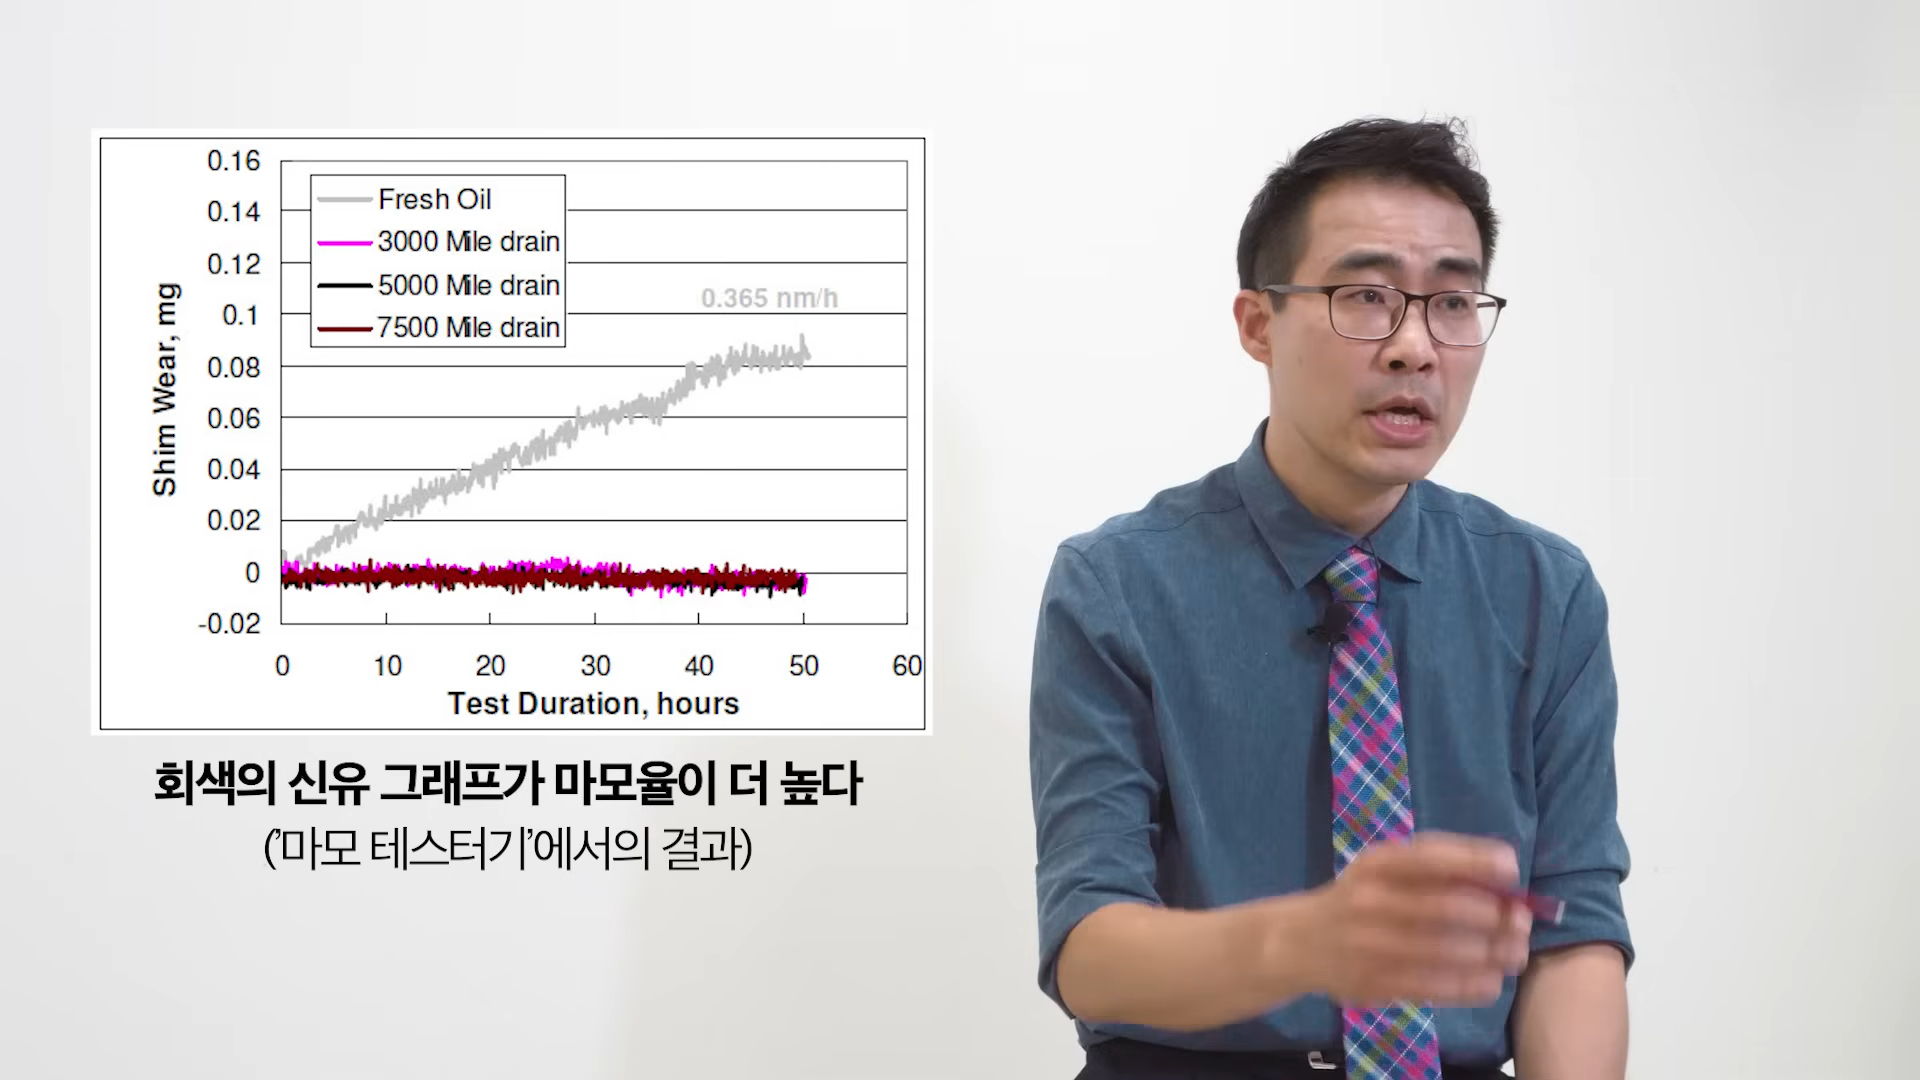 0.16
0.14
0.12
0.1
0.08
0.06
0.04
0.02
0
-0.02
Shim Wear, mg
Fresh Oil
3000 Mile drain
5000 Mile drain
7500 Mile drain
0.365 nm/h
0 10 20 30 40 50 60
Test Duration, hours
회색의 신유 그래프가 마모율이 더 높다
('마모 테스터기'에서의 결과)